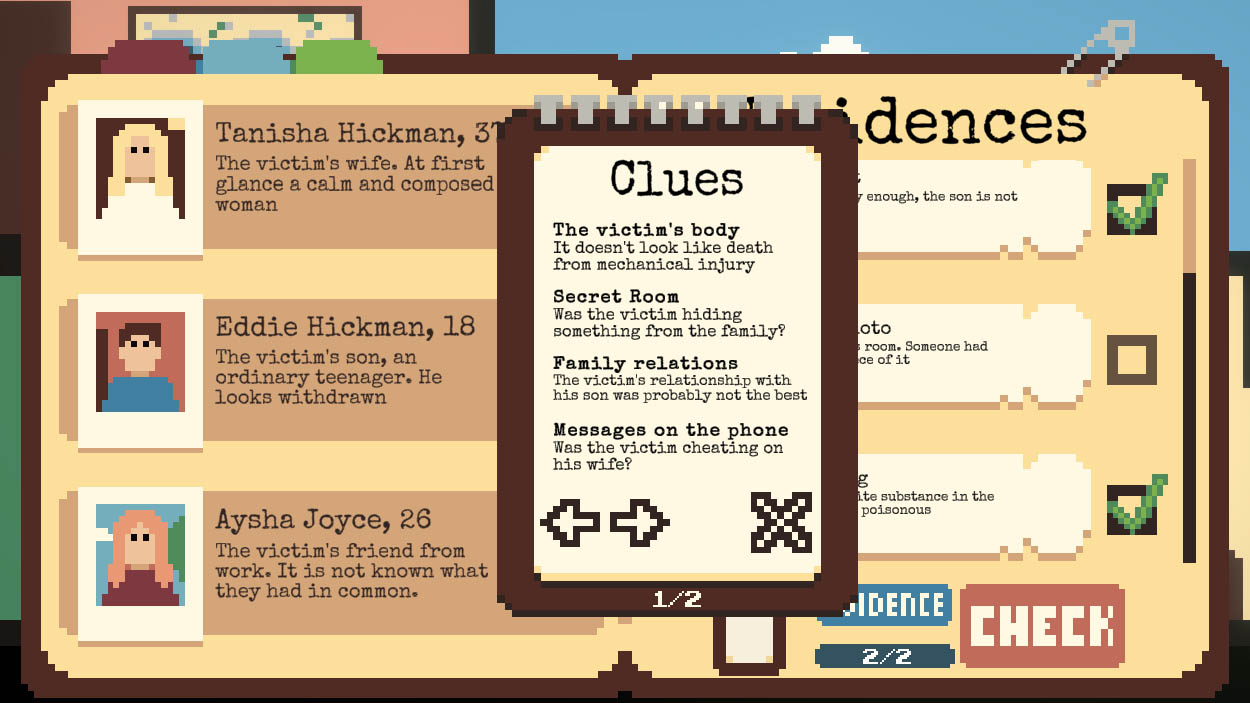 Tanisha Hickman, 37
The victim's wife. At first
glance a calm and composed
woman
Eddie Hickman, 18
The victim's son, an
ordinary teenager. He
looks withdrawn
Aysha Joyce, 26
The victim's friend from
work. It is not known what
they had in common.
Clues
The victim's body
It doesn't look like death
from mechanical injury
Secret Room
Was the victim hiding
something from the family?
Family relations
The victim's relationship with
his son was probably not the best
Messages on the phone
Was the victim cheating on
his wife?
1/2
idences
enough, the son is not
oto
room. Someone had
ce of it
g
ite substance in the
poisonous
IDENCE
2/2
CHECK